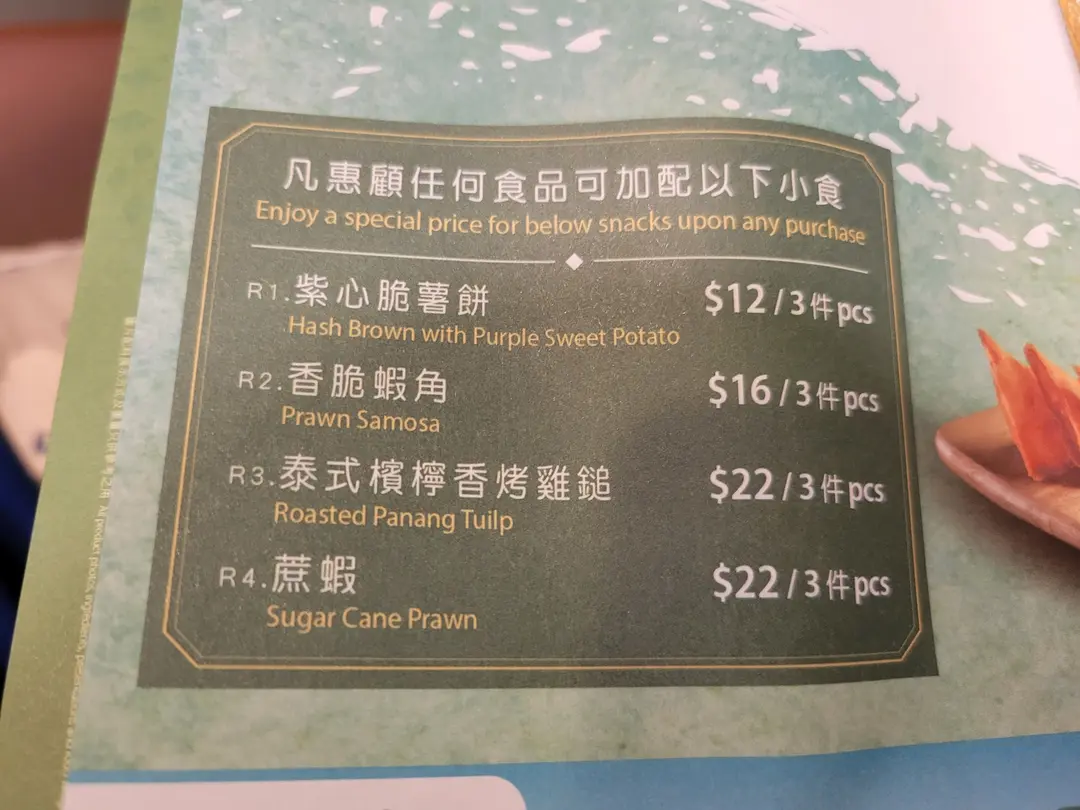 凡惠顧任何食品可加配以下小食
Enjoy a special price for below snacks upon any purchase
R1.紫心脆薯餅 $12/3件pcs
Hash Brown with Purple Sweet Potato
R2.香脆蝦角 $16/3件pcs
Prawn Samosa
R3.泰式檳檸香烤雞鎚 $22/3件pcs
Roasted Panang Tuilp
R4.蔗蝦 $22/3件pcs
Sugar Cane Prawn
All product photos, ingredients,